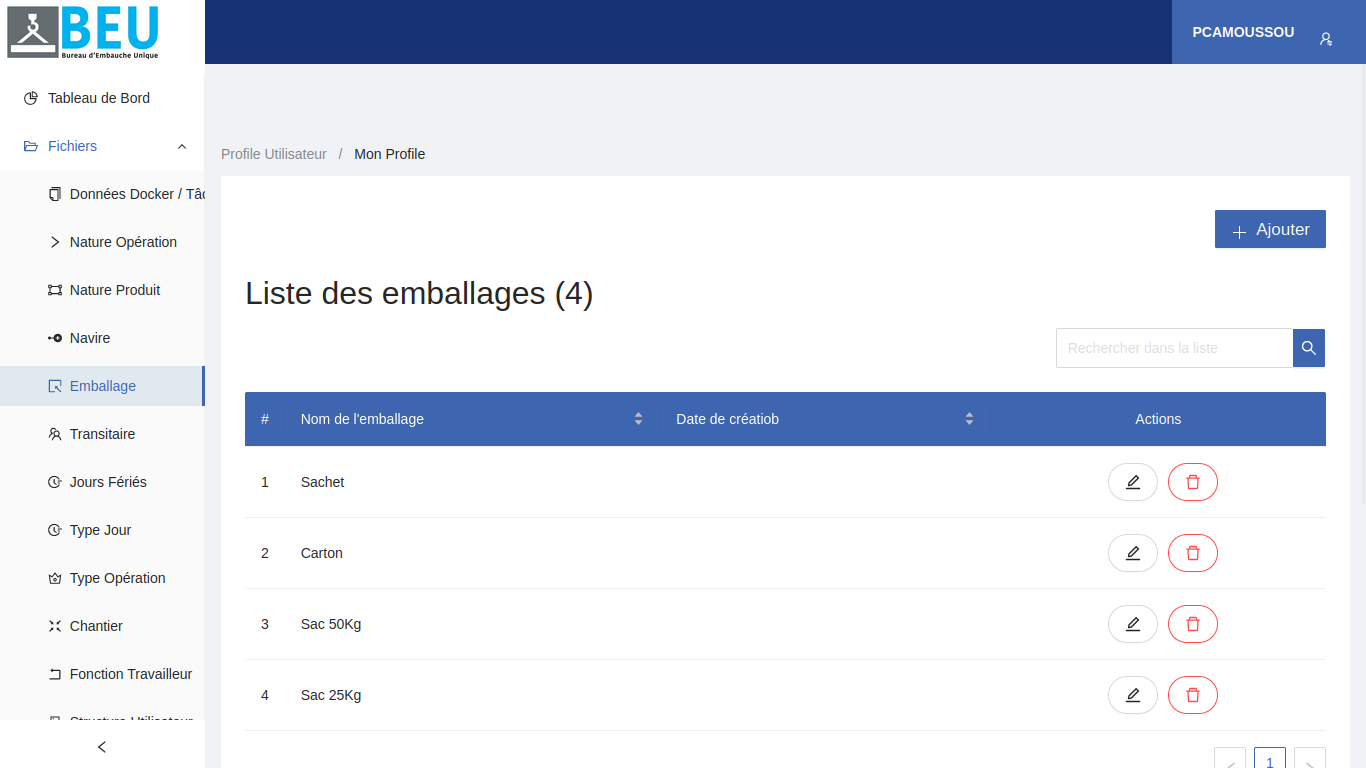 BEU
Bureau d'Embauche Unique
PCAMOUSSOU
Tableau de Bord
Fichiers
Données Docker / Tâc
Nature Opération
Nature Produit
Navire
Emballage
Transitaire
Jours Fériés
Type Jour
Type Opération
Chantier
Fonction Travailleur
Structure Utilisateur
Profile Utilisateur / Mon Profile
Ajouter
Liste des emballages (4)
Rechercher dans la liste
# Nom de l'emballage Date de créatiob Actions
1 Sachet
2 Carton
3 Sac 50Kg
4 Sac 25Kg
1